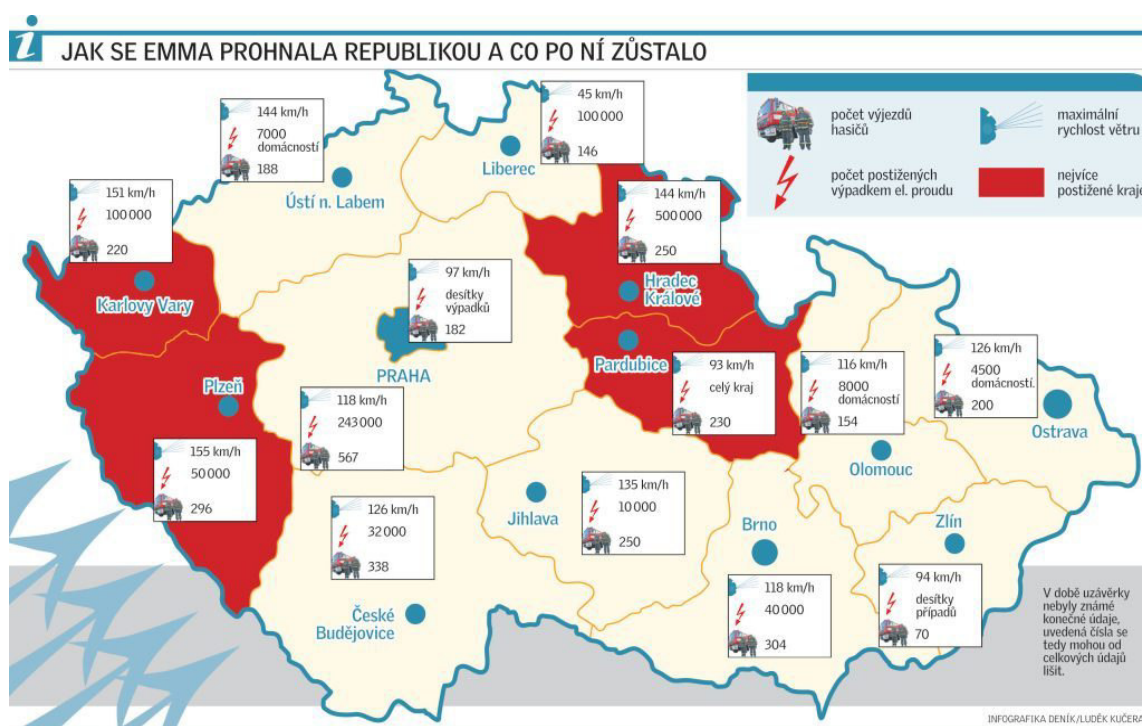 i
JAK SE EMMA PROHNALA REPUBLIKOU A CO PO NÍ ZŮSTALO
počet výjezdů
hasičů
maximální
rychlost větru
počet postižených
výpadkem el. proudu
nejvíce
postižené kraje
144 km/h
7000
domácností
188
Ústí n. Labem
45 km/h
100 000
146
Liberec
151 km/h
100 000
220
Karlovy Vary
144 km/h
500 000
250
Hradec
Králové
97 km/h
desítky
výpadků
182
PRAHA
Pardubice
93 km/h
celý kraj
230
116 km/h
8000
domácností
154
Olomouc
126 km/h
4500
domácností.
200
Ostrava
Plzeň
155 km/h
50 000
296
118 km/h
243 000
567
126 km/h
32 000
338
České
Budějovice
Jihlava
135 km/h
10 000
250
Brno
118 km/h
40 000
304
Zlín
94 km/h
desítky
případů
70
V době uzávěrky
nebyly známé
konečné údaje,
uvedená čísla se
tedy mohou od
celkových údajů
lišit.
INFOGRAFIKA DENÍK/LUDĚK KUČERA